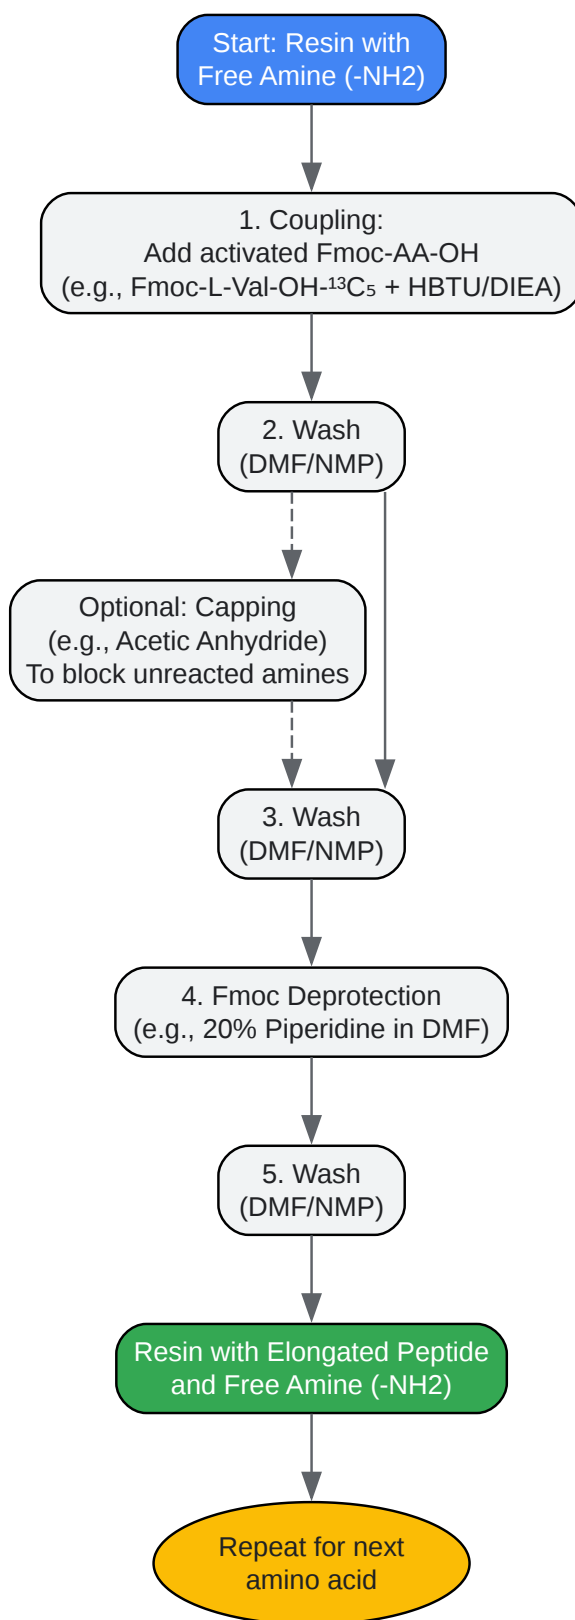 Start: Resin with
Free Amine (-NH2)
1. Coupling:
Add activated Fmoc-AA-OH
(e.g., Fmoc-L-Val-OH-¹³C₅ + HBTU/DIEA)
2. Wash
(DMF/NMP)
Optional: Capping
(e.g., Acetic Anhydride)
To block unreacted amines
3. Wash
(DMF/NMP)
4. Fmoc Deprotection
(e.g., 20% Piperidine in DMF)
5. Wash
(DMF/NMP)
Resin with Elongated Peptide
and Free Amine (-NH2)
Repeat for next
amino acid